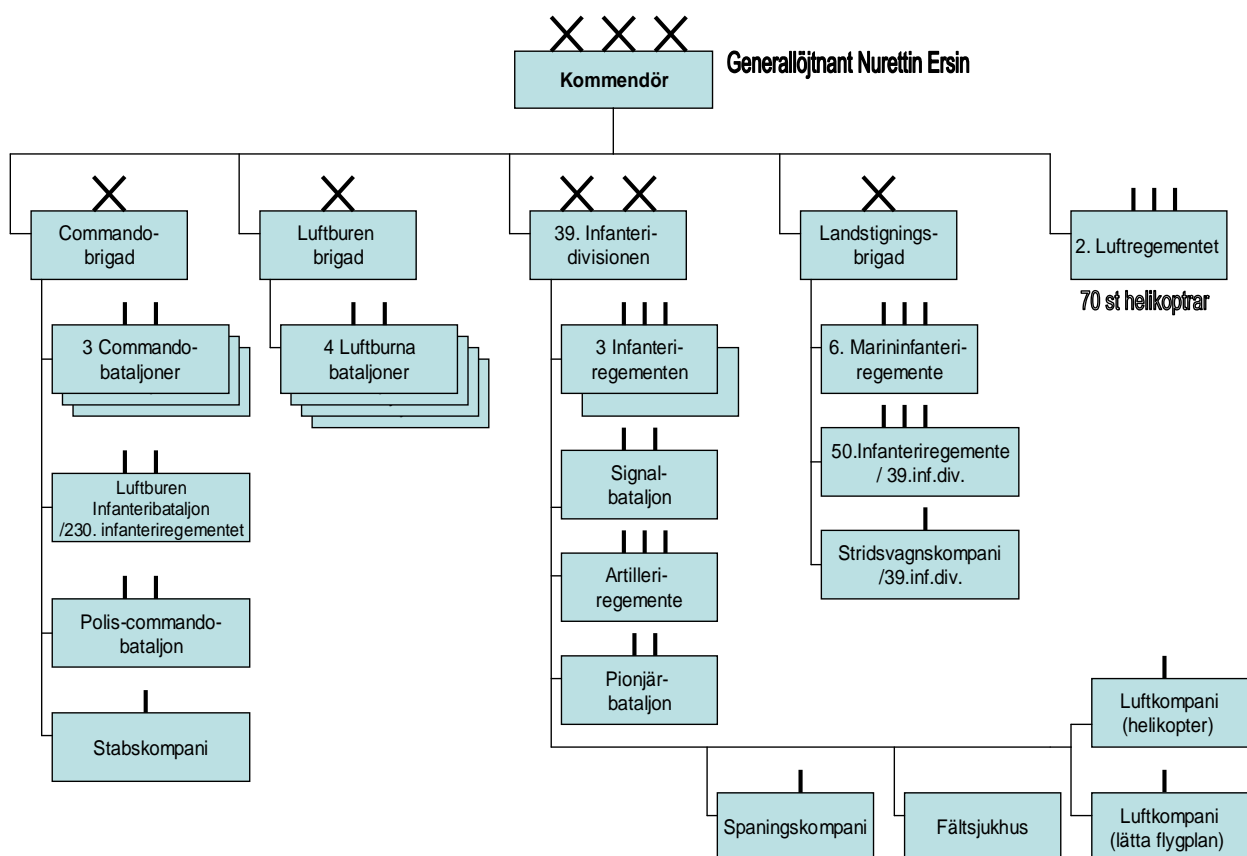 Generallöjtnant Nurettin Ersin
Kommendör
Commando-
brigad
Luftburen
brigad
39. Infanteri-
divisionen
Landstignings-
brigad
2. Luftregementet
70 st helikoptrar
3 Commando-
bataljoner
4 Luftburna
bataljoner
3 Infanteri-
regementen
6. Marininfanteri-
regemente
Luftburen
Infanteribataljon
/230. infanteriregementet
Signal-
bataljon
50.Infanteriregemente
/ 39.inf.div.
Polis-commando-
bataljon
Artilleri-
regemente
Stridsvagnskompani
/39.inf.div.
Stabskompani
Pionjär-
bataljon
Luftkompani
(helikopter)
Spaningskompani
Fältsjukhus
Luftkompani
(lätta flygplan)